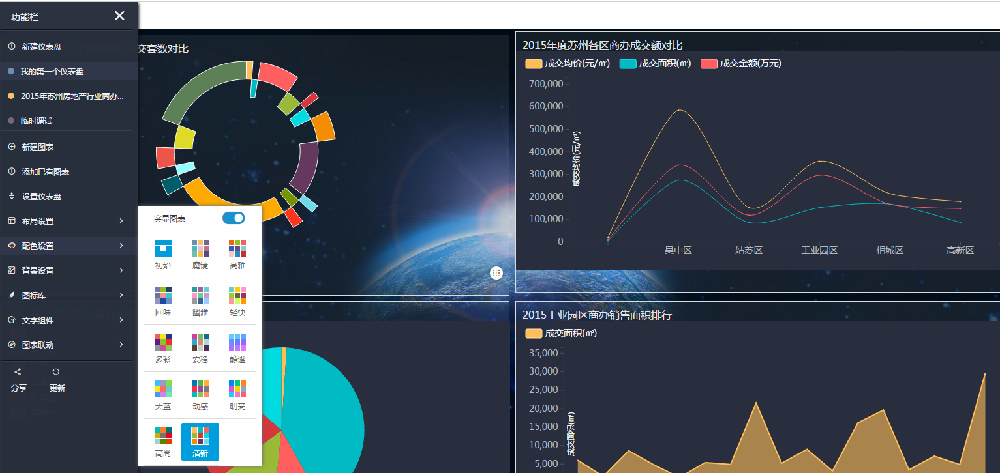 功能栏
新建仪表盘
我的第一个仪表盘
2015年苏州房地产行业商办...
临时调试
新建图表
添加已有图表
设置仪表盘
布局设置
配色设置
背景设置
图标库
文字组件
图表联动
分享 更新
交套数对比
突显图表
初始 魔镜 高雅
回味 幽雅 轻快
多彩 安稳 静谧
天蓝 动感 明亮
高尚 清新
2015年度苏州各区商办成交额对比
成交均价(元/㎡) 成交面积(㎡) 成交金额(万元)
700,000
600,000
500,000
400,000
300,000
200,000
100,000
0
成交均价(元/㎡)
吴中区 姑苏区 工业园区 相城区 高新区
2015工业园区商办销售面积排行
成交面积(㎡)
35,000
30,000
25,000
20,000
15,000
10,000
5,000
成交面积(㎡)